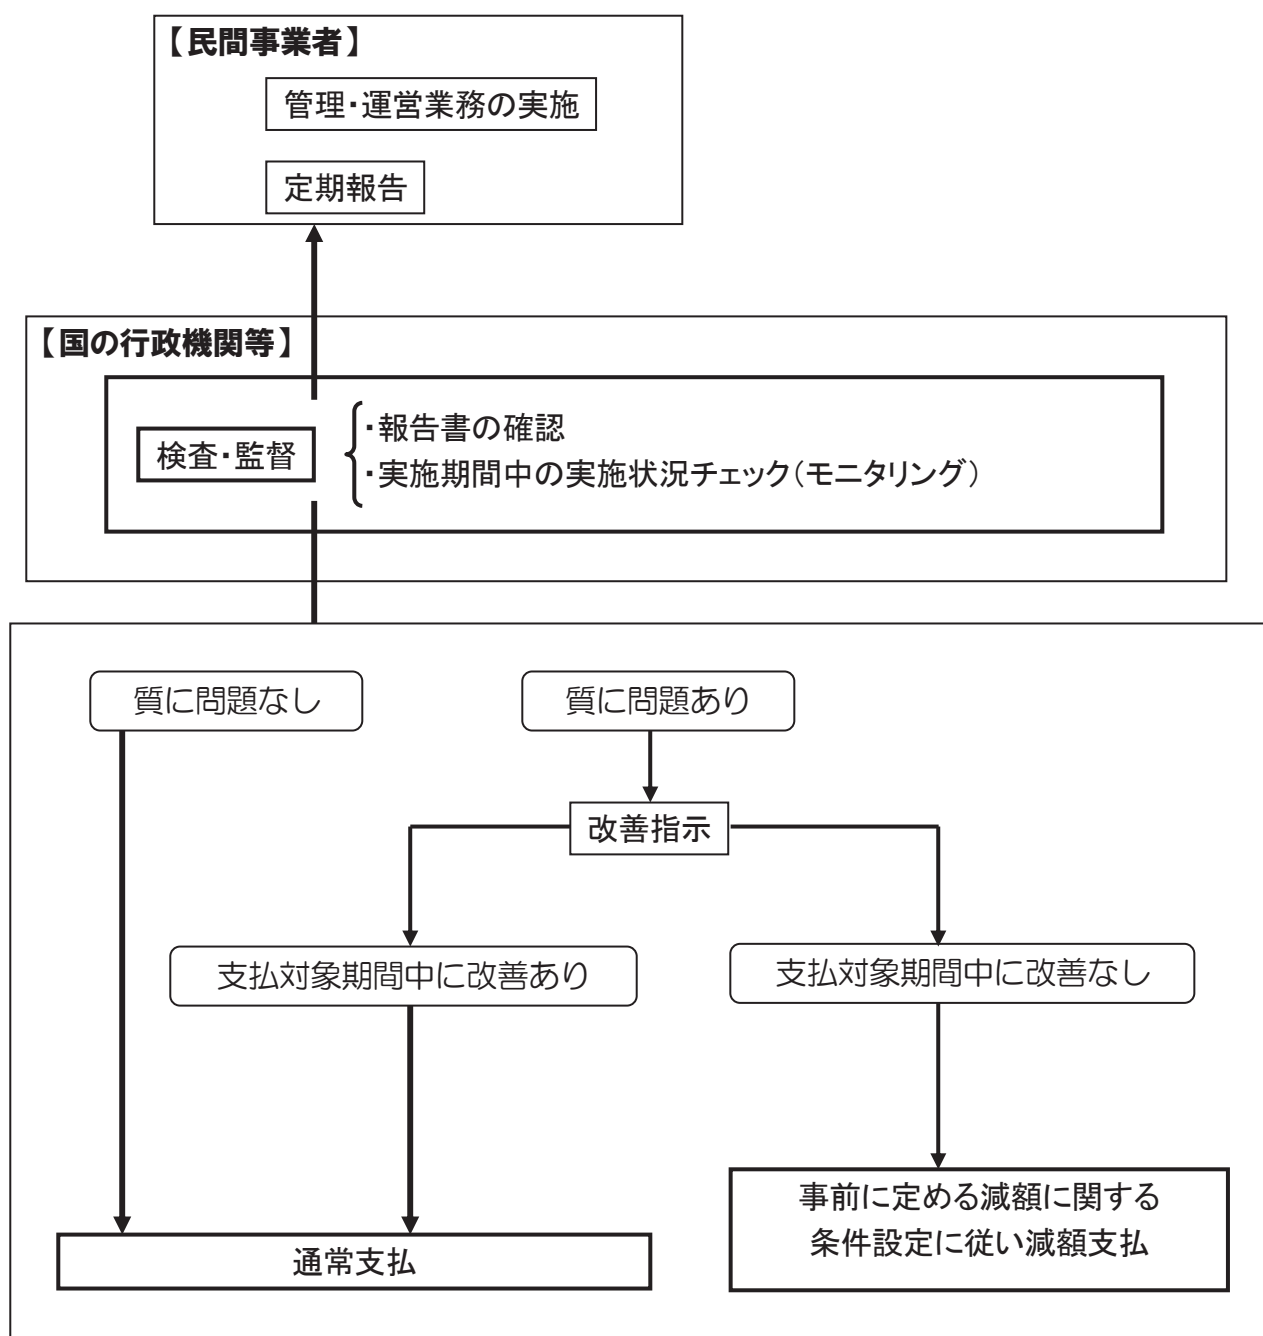 【民間事業者】
管理・運営業務の実施
定期報告
【国の行政機関等】
検査・監督
・報告書の確認
・実施期間中の実施状況チェック（モニタリング）
質に問題なし
質に問題あり
改善指示
支払対象期間中に改善あり
支払対象期間中に改善なし
事前に定める減額に関する
条件設定に従い減額支払
通常支払